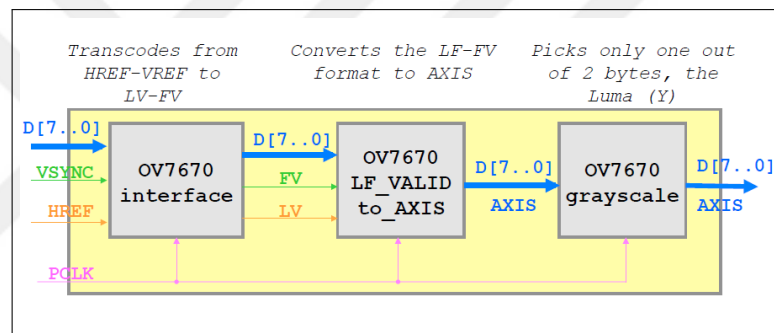 Transcodes from
HREF-VREF to
LV-FV
Converts the LF-FV
format to AXIS
Picks only one out
of 2 bytes, the
Luma (Y)
D[7..0]
VSYNC
HREF
PCLK
OV7670
interface
D[7..0]
FV
LV
OV7670
LF_VALID
to_AXIS
D[7..0]
AXIS
OV7670
grayscale
D[7..0]
AXIS